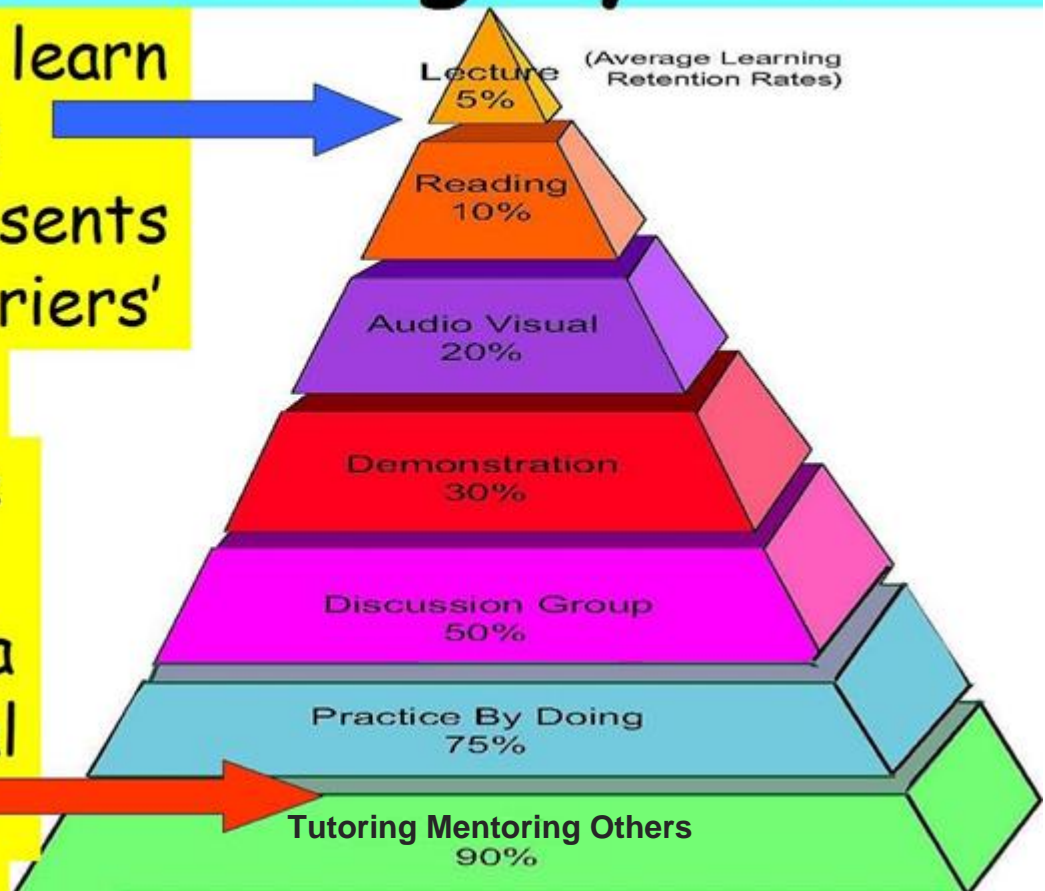 learn
sents
riers’
a
l
(Average Learning
Retention Rates)
Lecture
5%
Reading
10%
Audio Visual
20%
Demonstration
30%
Discussion Group
50%
Practice By Doing
75%
Tutoring Mentoring Others
90%